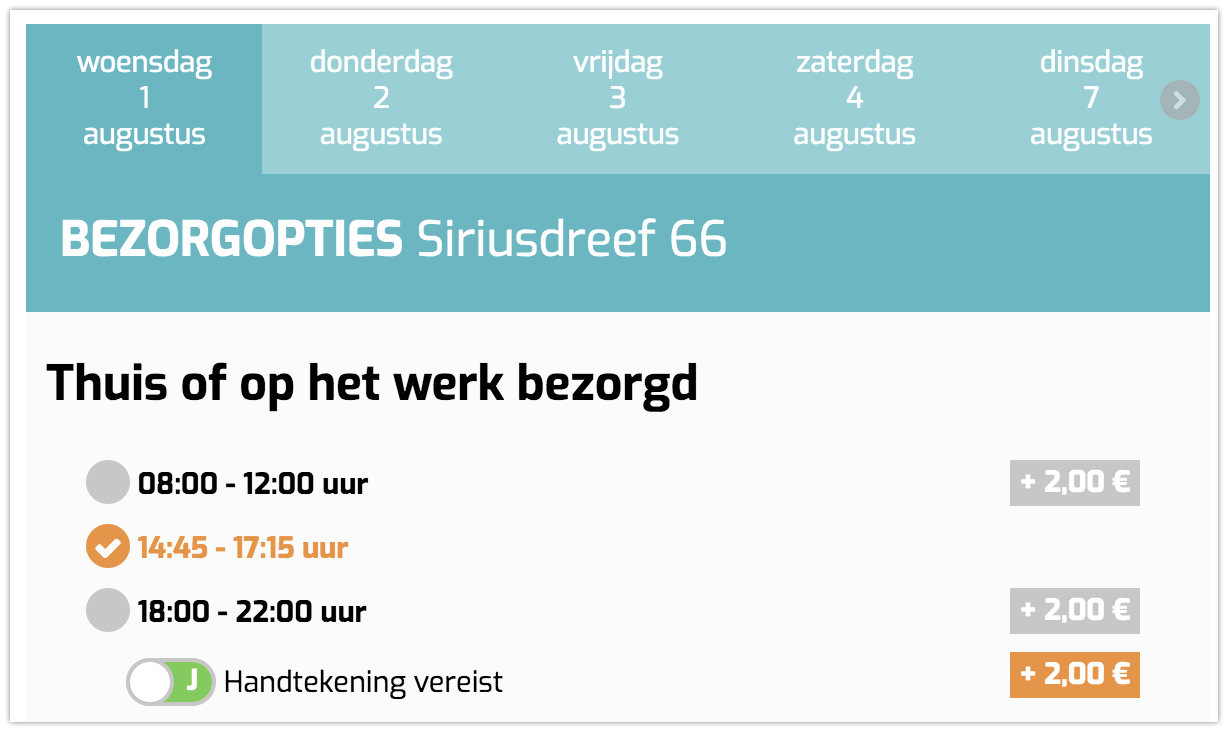 woensdag
1
augustus
donderdag
2
augustus
vrijdag
3
augustus
zaterdag
4
augustus
dinsdag
7
augustus
BEZORGOPTIES Siriusdreef 66
Thuis of op het werk bezorgd
08:00 - 12:00 uur + 2,00 €
14:45 - 17:15 uur
18:00 - 22:00 uur + 2,00 €
J Handtekening vereist + 2,00 €